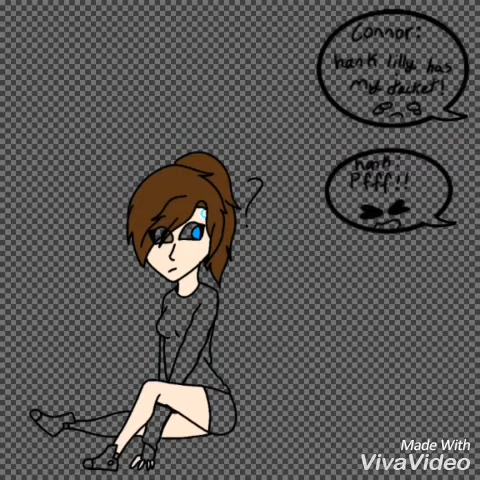 Connor:
hank lilly has
my jacket!
hank:
Pfff!!
?
Made With
VivaVideo